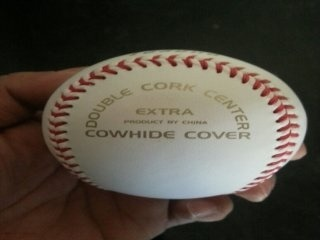 DOUBLE CORK CENTER
EXTRA
PRODUCT BY CHINA
COWHIDE COVER